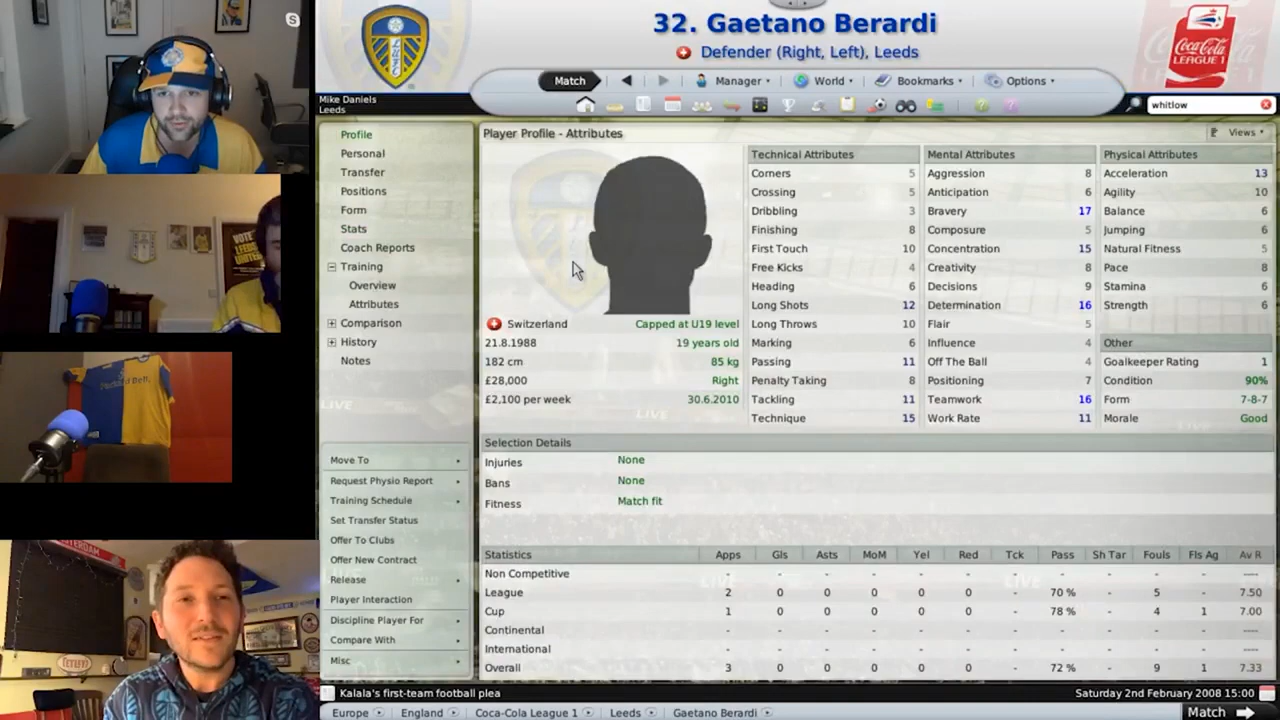 32. Gaetano Berardi
Defender (Right, Left), Leeds
Coca-Cola
LEAGUE 1
LUFC
Match
Manager
World
Bookmarks
Options
Mike Daniels
Leeds
whitlow
Profile
Personal
Transfer
Positions
Form
Stats
Coach Reports
Training
Overview
Attributes
Comparison
History
Notes
Player Profile - Attributes
Views
Switzerland Capped at U19 level
21.8.1988 19 years old
182 cm 85 kg
£28,000 Right
£2,100 per week 30.6.2010
Technical Attributes
Corners 5
Crossing 5
Dribbling 3
Finishing 8
First Touch 10
Free Kicks 4
Heading 6
Long Shots 12
Long Throws 10
Marking 6
Passing 11
Penalty Taking 8
Tackling 11
Technique 15
Mental Attributes
Aggression 8
Anticipation 6
Bravery 17
Composure 5
Concentration 15
Creativity 8
Decisions 9
Determination 16
Flair 5
Influence 4
Off The Ball 4
Positioning 7
Teamwork 16
Work Rate 11
Physical Attributes
Acceleration 13
Agility 10
Balance 6
Jumping 6
Natural Fitness 5
Pace 8
Stamina 6
Strength 6
Other
Goalkeeper Rating 1
Condition 90%
Form 7-8-7
Morale Good
Selection Details
Injuries None
Bans None
Fitness Match fit
Move To
Request Physio Report
Training Schedule
Set Transfer Status
Offer To Clubs
Offer New Contract
Release
Player Interaction
Discipline Player For
Compare With
Misc
Statistics Apps Gls Asts MoM Yel Red Tck Pass Sh Tar Fouls Fls Ag Av R
Non Competitive - - - - - - - - - - - ----
League 2 0 0 0 0 0 - 70 % - 5 - 7.50
Cup 1 0 0 0 0 0 - 78 % - 4 1 7.00
Continental - - - - - - - - - - - ----
International - - - - - - - - - - - ----
Overall 3 0 0 0 0 0 - 72 % - 9 1 7.33
Kalala's first-team football plea
Saturday 2nd February 2008 15:00
Europe
England
Coca-Cola League 1
Leeds
Gaetano Berardi
Match
VOTE
LEEDS
UNITED
Packard Bell